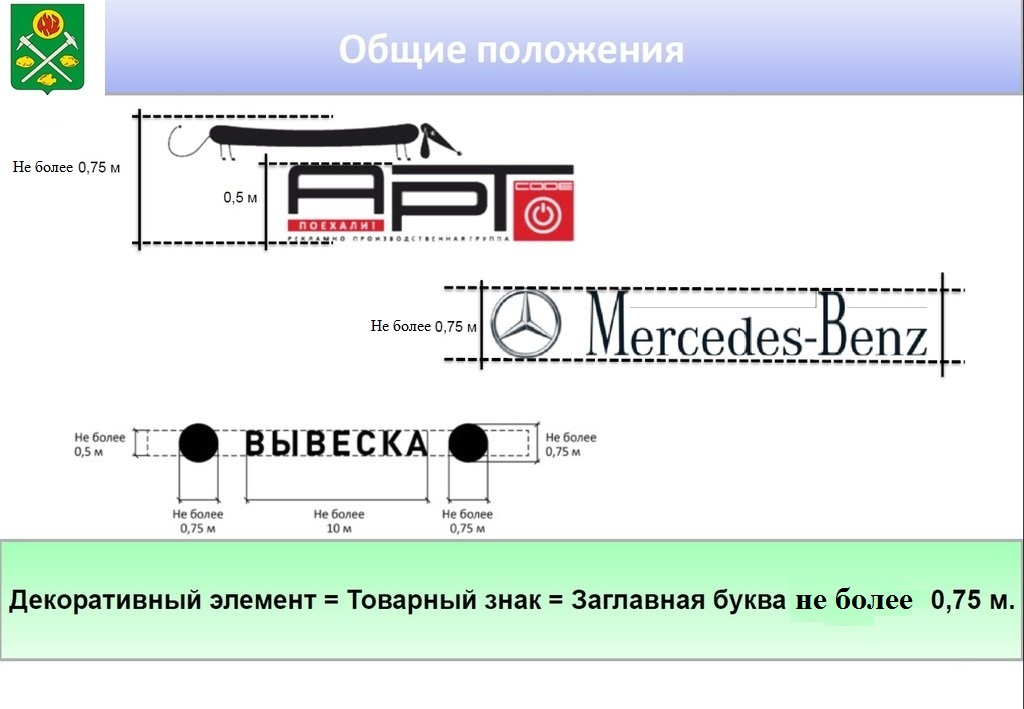 Общие положения
Не более 0,75 м
0,5 м
АРТ
CODE
ПОЕХАЛИ!
РЕКЛАМНО ПРОИЗВОДСТВЕННАЯ ГРУППА
Не более 0,75 м
Mercedes-Benz
Не более
0,5 м
ВЫВЕСКА
Не более
0,75 м
Не более
0,75 м
Не более
10 м
Не более
0,75 м
Декоративный элемент = Товарный знак = Заглавная буква не более 0,75 м.